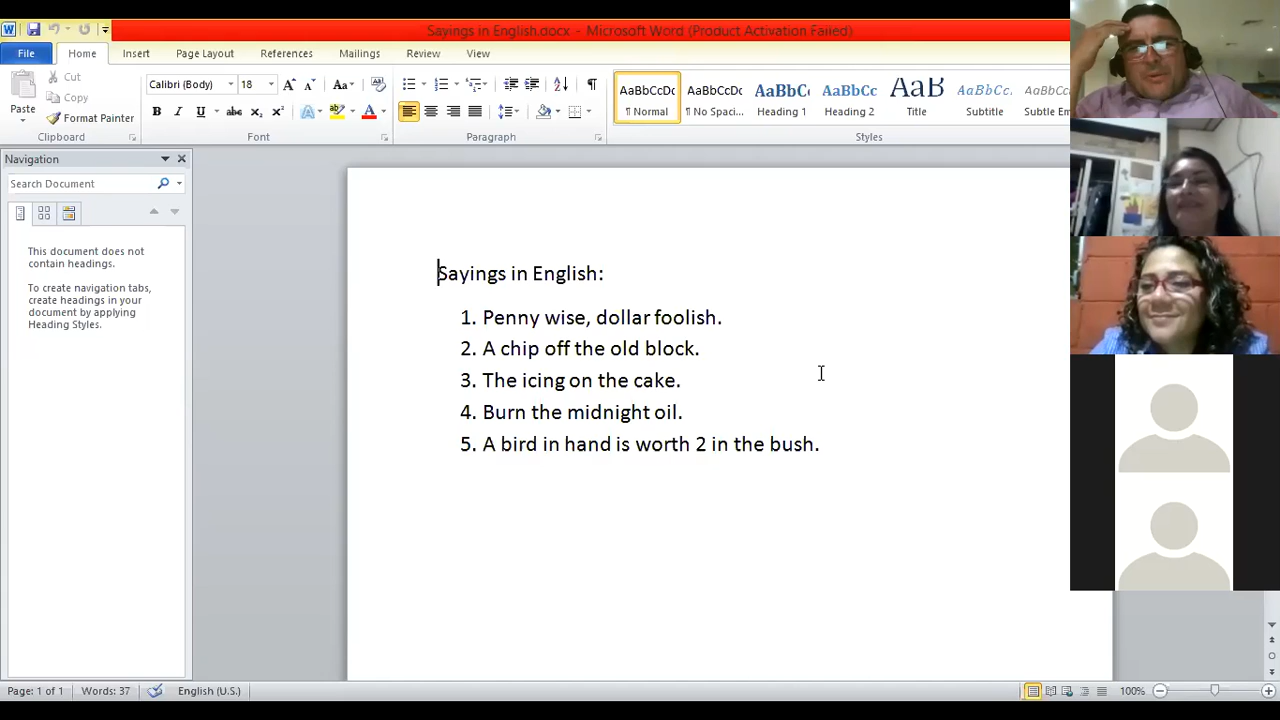 Sayings in English.docx - Microsoft Word (Product Activation Failed)
File Home Insert Page Layout References Mailings Review View
Cut
Copy
Paste
Format Painter
Clipboard
Calibri (Body) 18
Font
Paragraph
AaBbCcDc AaBbCcDc AaBbCc AaBbCc AaB AaBbCc. AaBbCc
¶ Normal ¶ No Spaci... Heading 1 Heading 2 Title Subtitle Subtle Em
Styles
Navigation
Search Document
This document does not
contain headings.
To create navigation tabs,
create headings in your
document by applying
Heading Styles.
Sayings in English:
1. Penny wise, dollar foolish.
2. A chip off the old block.
3. The icing on the cake.
4. Burn the midnight oil.
5. A bird in hand is worth 2 in the bush.
Page: 1 of 1 Words: 37 English (U.S.) 100%